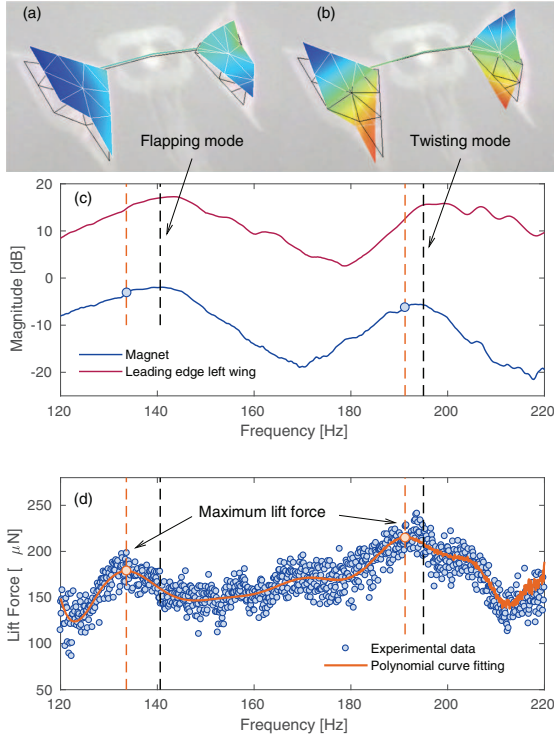 (a)
(b)
Flapping mode
Twisting mode
(c)
20
10
0
-10
-20
Magnitude [dB]
Magnet
Leading edge left wing
120
140
160
180
200
220
Frequency [Hz]
(d)
Maximum lift force
250
200
150
100
50
Lift Force [ μN]
Experimental data
Polynomial curve fitting
120
140
160
180
200
220
Frequency [Hz]